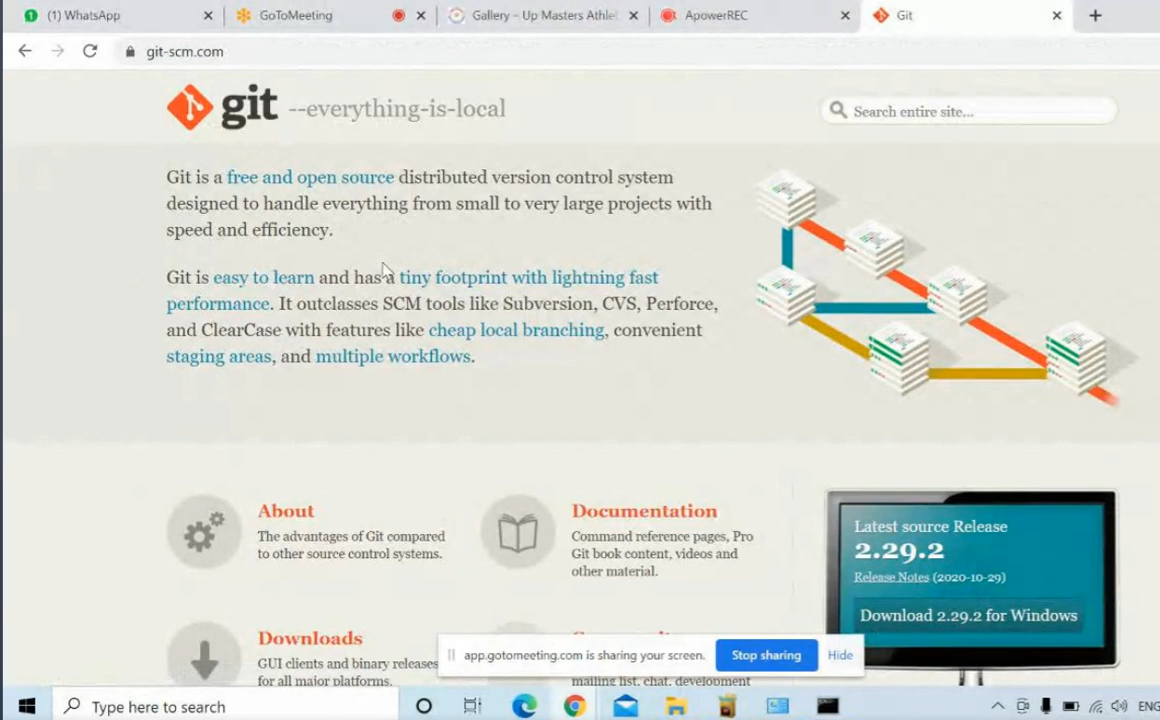 (1) WhatsApp
GoToMeeting
Gallery – Up Masters Athle
ApowerREC
Git
git-scm.com
git --everything-is-local
Search entire site...
Git is a free and open source distributed version control system
designed to handle everything from small to very large projects with
speed and efficiency.
Git is easy to learn and has a tiny footprint with lightning fast
performance. It outclasses SCM tools like Subversion, CVS, Perforce,
and ClearCase with features like cheap local branching, convenient
staging areas, and multiple workflows.
About
The advantages of Git compared
to other source control systems.
Documentation
Command reference pages, Pro
Git book content, videos and
other material.
Latest source Release
2.29.2
Release Notes (2020-10-29)
Download 2.29.2 for Windows
Downloads
GUI clients and binary releases
for all major platforms.
mailing list, chat, development
app.gotomeeting.com is sharing your screen.
Stop sharing
Hide
Type here to search
ENG